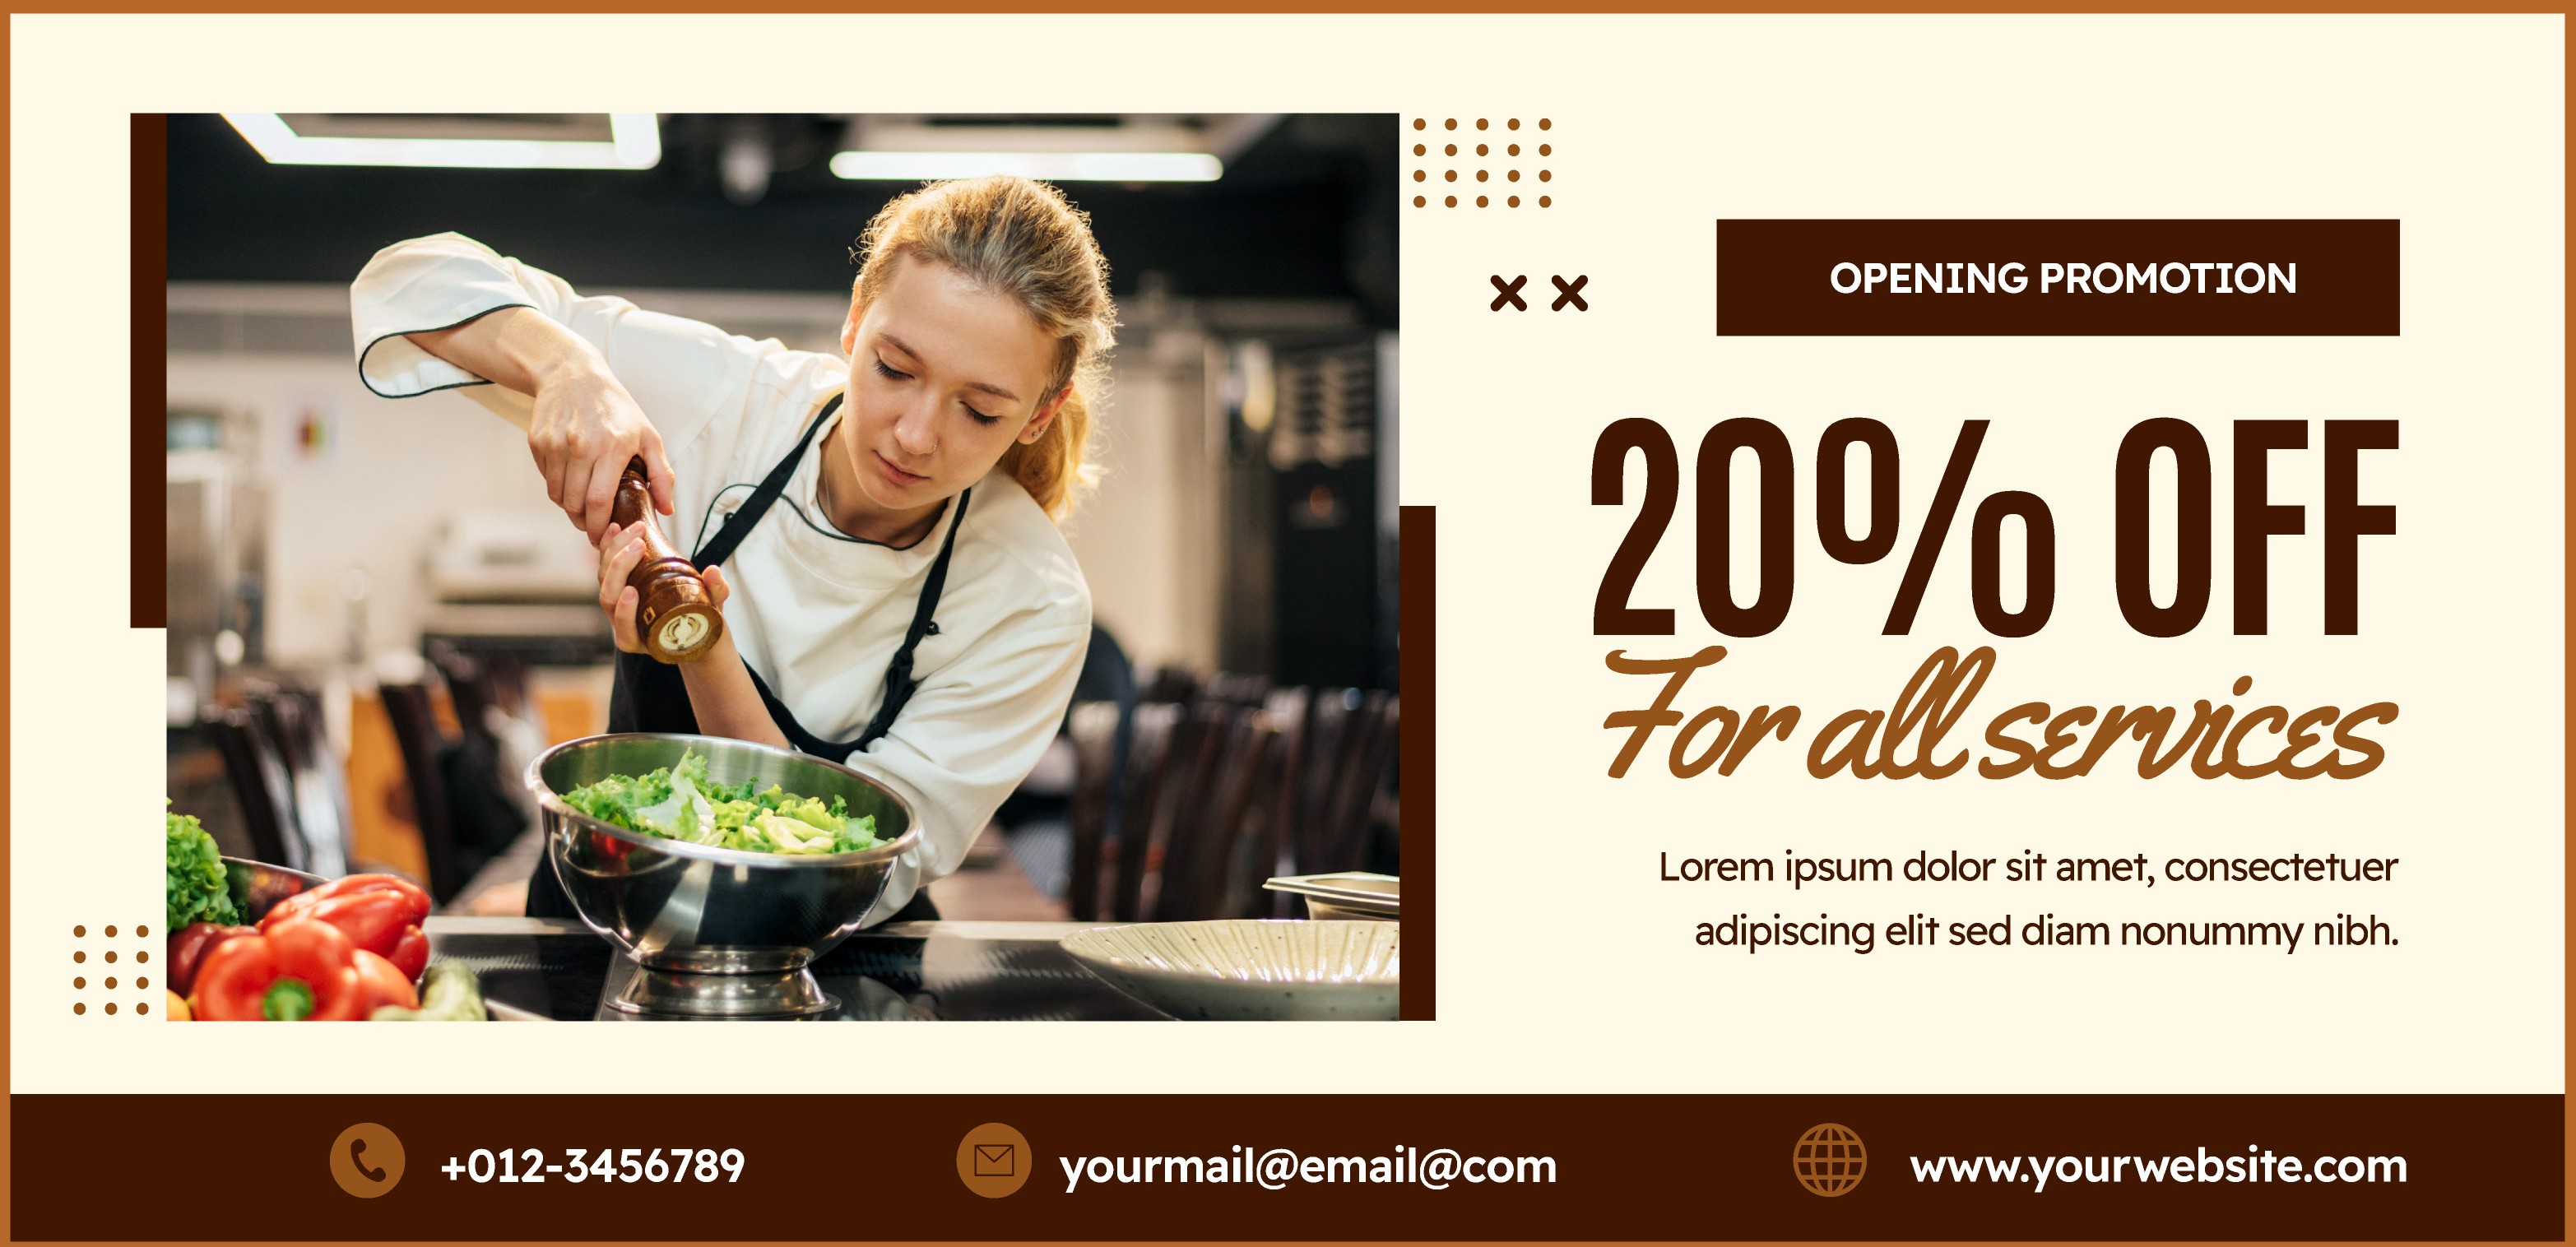 OPENING PROMOTION
20% OFF
For all services
Lorem ipsum dolor sit amet, consectetuer
adipiscing elit sed diam nonummy nibh.
+012-3456789
yourmail@email@com
www.yourwebsite.com